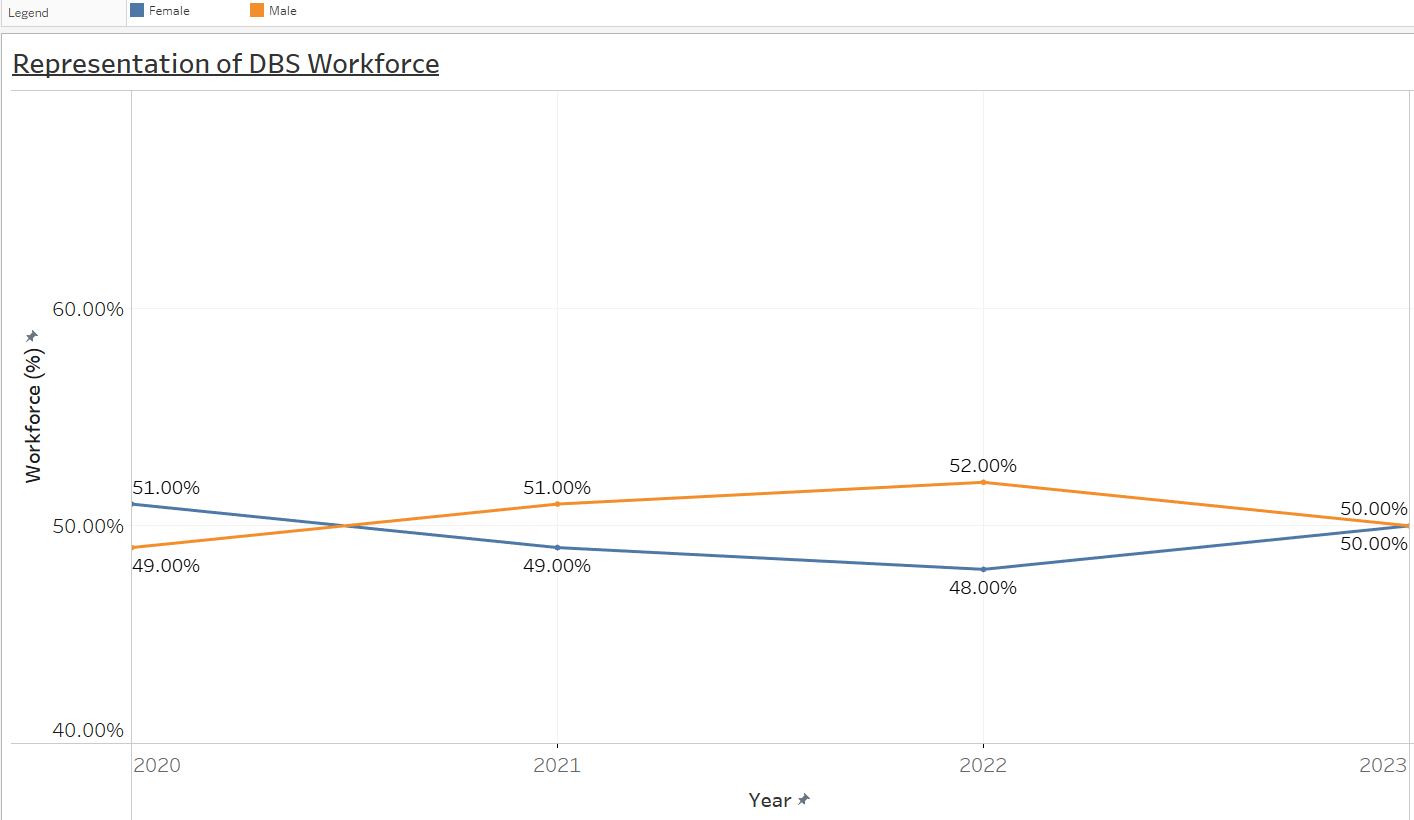 Legend
Female
Male
Representation of DBS Workforce
Workforce (%)
60.00%
50.00%
40.00%
51.00%
49.00%
51.00%
49.00%
52.00%
48.00%
50.00%
50.00%
2020
2021
2022
2023
Year